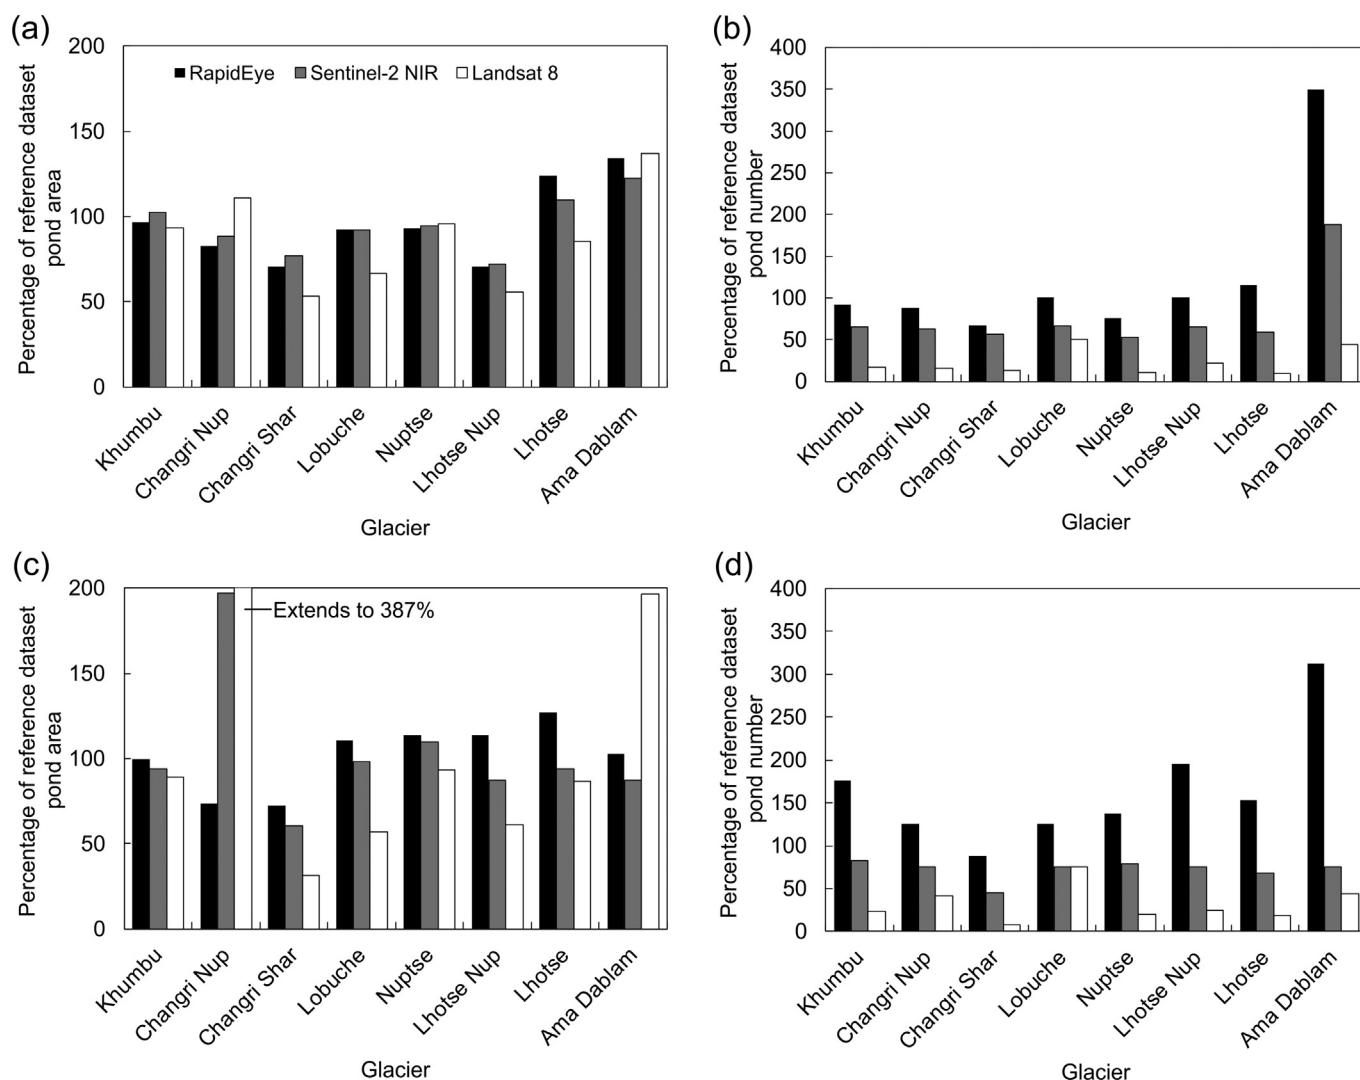 (a)
Percentage of reference dataset
pond area
200
150
100
50
0
RapidEye Sentinel-2 NIR Landsat 8
Khumbu
Changri Nup
Changri Shar
Lobuche
Nuptse
Lhotse Nup
Lhotse
Ama Dablam
Glacier
(b)
Percentage of reference dataset
pond number
400
350
300
250
200
150
100
50
0
Khumbu
Changri Nup
Changri Shar
Lobuche
Nuptse
Lhotse Nup
Lhotse
Ama Dablam
Glacier
(c)
Percentage of reference dataset
pond area
200
150
100
50
0
Extends to 387%
Khumbu
Changri Nup
Changri Shar
Lobuche
Nuptse
Lhotse Nup
Lhotse
Ama Dablam
Glacier
(d)
Percentage of reference dataset
pond number
400
350
300
250
200
150
100
50
0
Khumbu
Changri Nup
Changri Shar
Lobuche
Nuptse
Lhotse Nup
Lhotse
Ama Dablam
Glacier